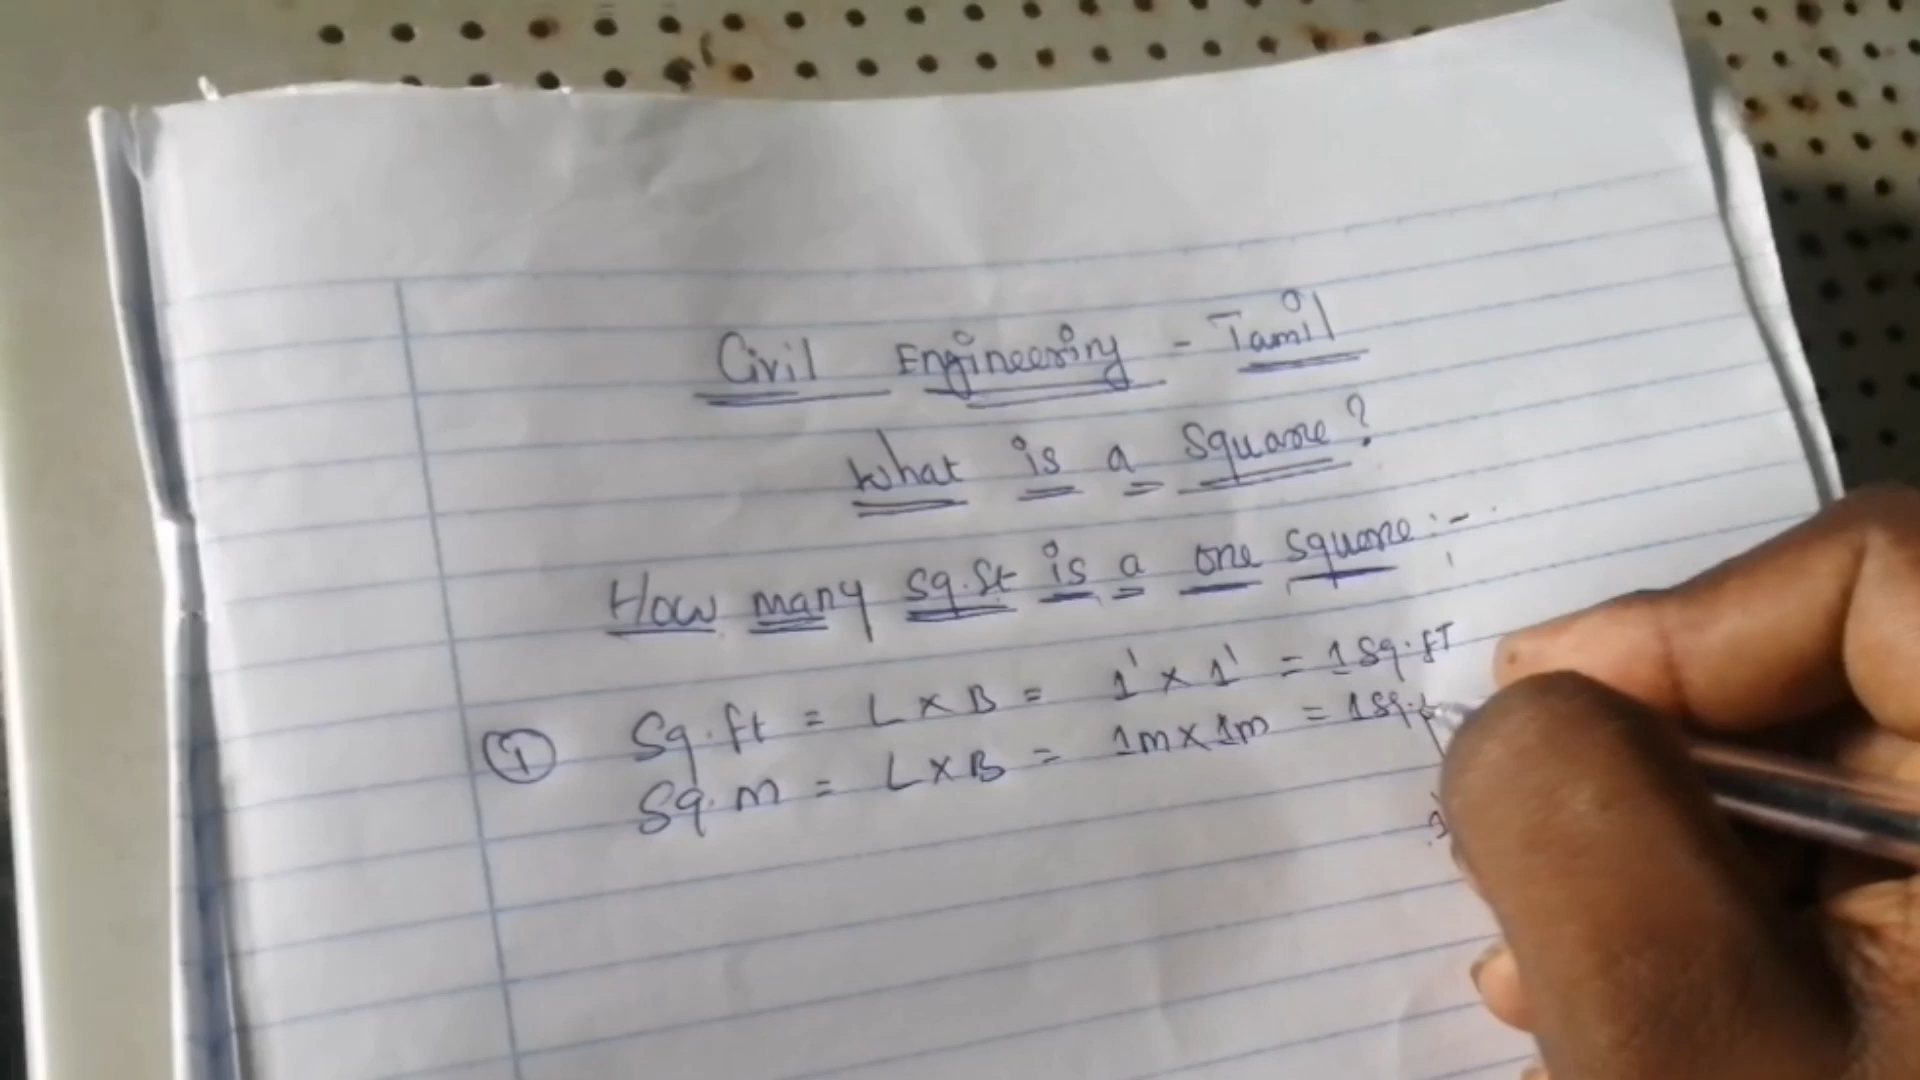 Civil Engineering - Tamil
What is a Square?
How many sq.ft is a one square:-
① Sq.ft = L x B = 1' x 1' = 1 Sq.fT
Sq.m = L x B = 1m x 1m = 1 Sq.